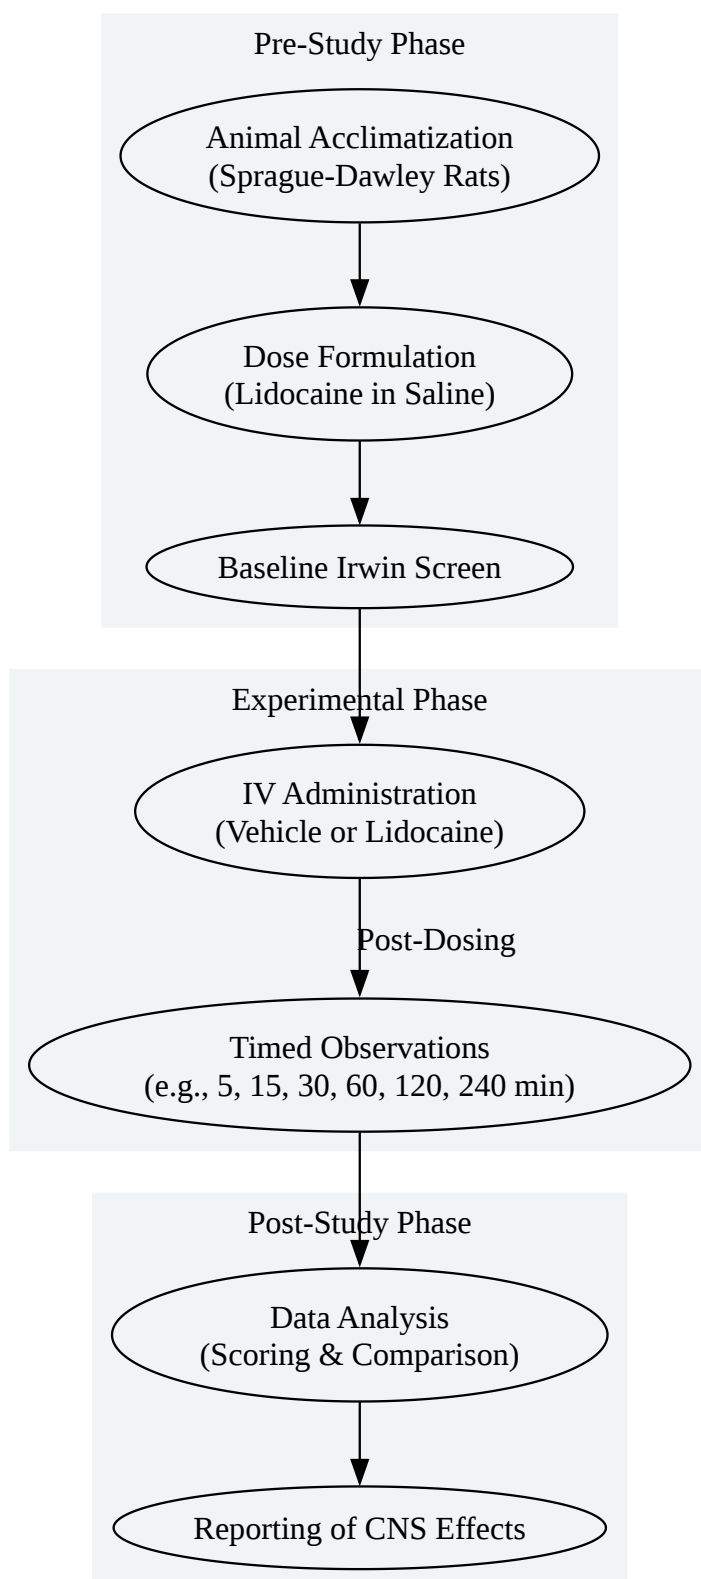 Pre-Study Phase
Animal Acclimatization
(Sprague-Dawley Rats)
Dose Formulation
(Lidocaine in Saline)
Baseline Irwin Screen
Experimental Phase
IV Administration
(Vehicle or Lidocaine)
Post-Dosing
Timed Observations
(e.g., 5, 15, 30, 60, 120, 240 min)
Post-Study Phase
Data Analysis
(Scoring & Comparison)
Reporting of CNS Effects